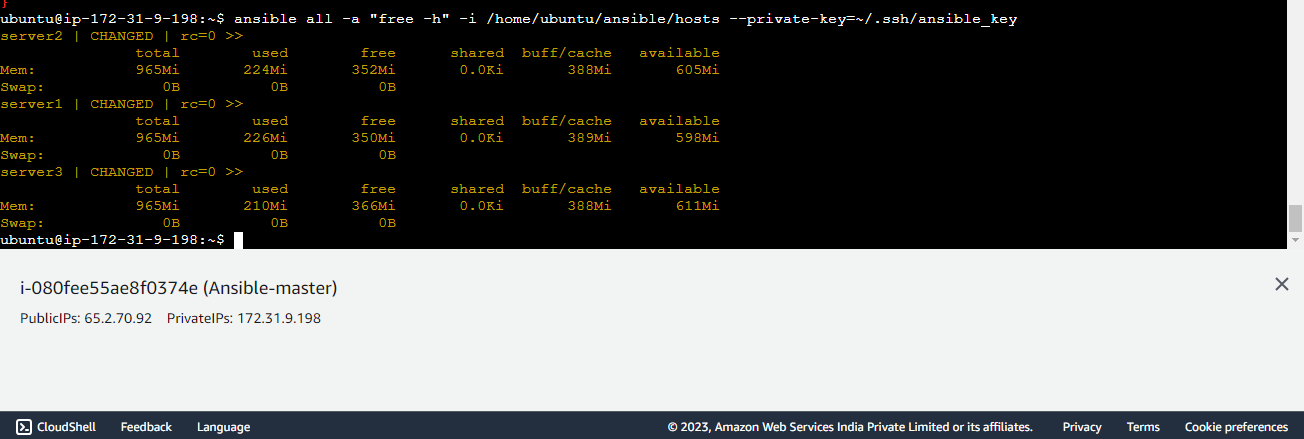 }
ubuntu@ip-172-31-9-198:~$ ansible all -a "free -h" -i /home/ubuntu/ansible/hosts --private-key=~/.ssh/ansible_key
server2 | CHANGED | rc=0 >>
total used free shared buff/cache available
Mem: 965Mi 224Mi 352Mi 0.0Ki 388Mi 605Mi
Swap: 0B 0B 0B
server1 | CHANGED | rc=0 >>
total used free shared buff/cache available
Mem: 965Mi 226Mi 350Mi 0.0Ki 389Mi 598Mi
Swap: 0B 0B 0B
server3 | CHANGED | rc=0 >>
total used free shared buff/cache available
Mem: 965Mi 210Mi 366Mi 0.0Ki 388Mi 611Mi
Swap: 0B 0B 0B
ubuntu@ip-172-31-9-198:~$
i-080fee55ae8f0374e (Ansible-master)
PublicIPs: 65.2.70.92 PrivateIPs: 172.31.9.198
CloudShell Feedback Language © 2023, Amazon Web Services India Private Limited or its affiliates. Privacy Terms Cookie preferences